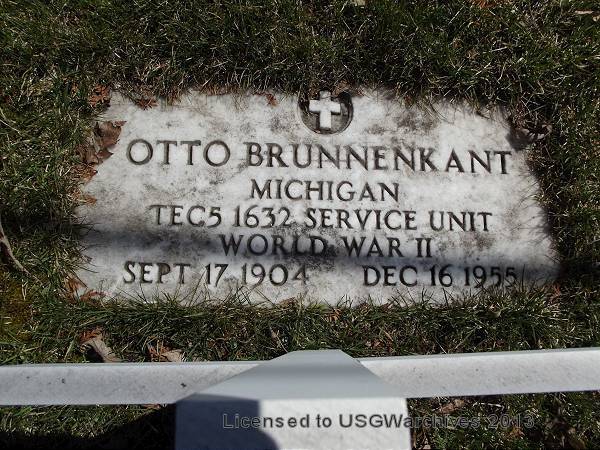 OTTO BRUNNENKANT
MICHIGAN
TEC5 1632 SERVICE UNIT
WORLD WAR II
SEPT 17 1904 DEC 16 1955
Licensed to USGWarchives 2013